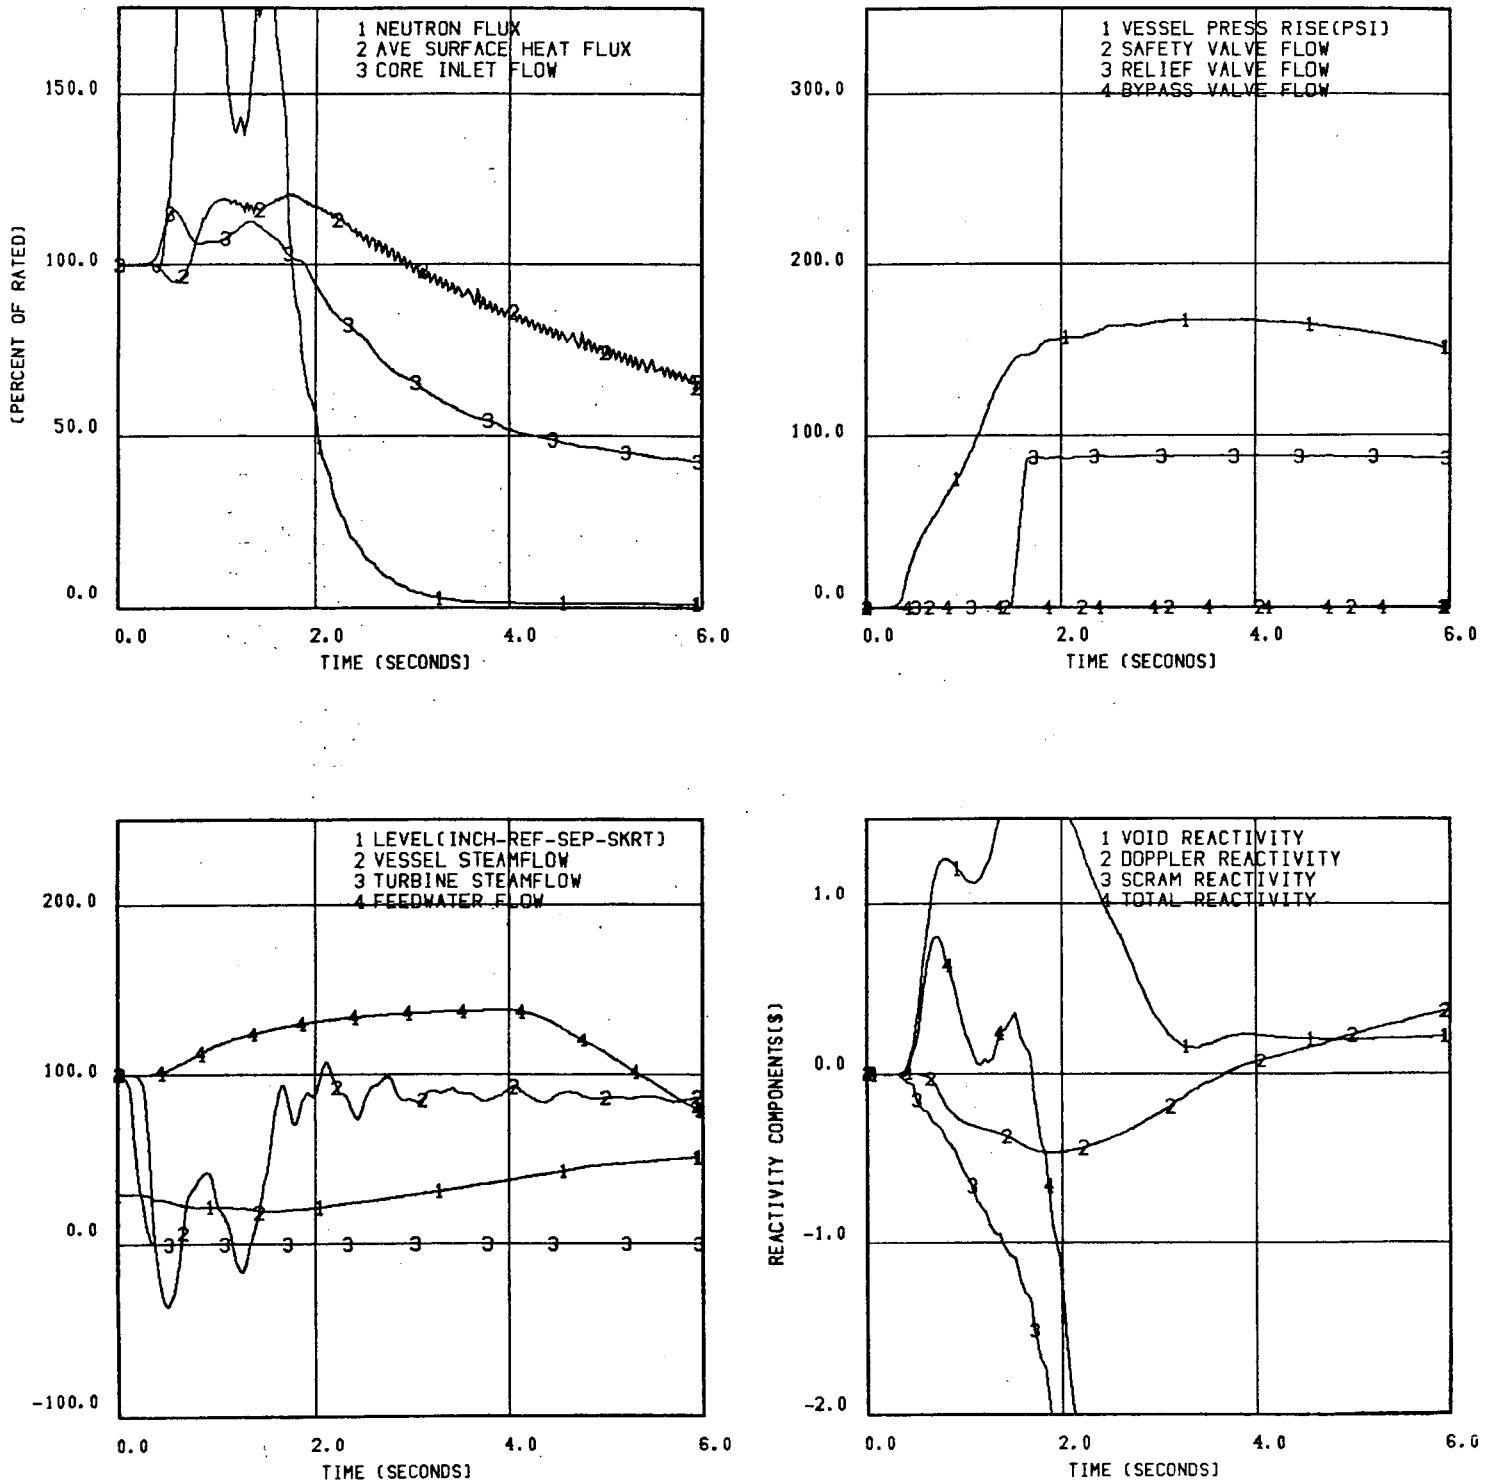 1 NEUTRON FLUX
2 AVE SURFACE HEAT FLUX
3 CORE INLET FLOW
150.0
100.0
50.0
0.0
(PERCENT OF RATED)
0.0 2.0 4.0 6.0
TIME (SECONDS)
1 VESSEL PRESS RISE(PSI)
2 SAFETY VALVE FLOW
3 RELIEF VALVE FLOW
4 BYPASS VALVE FLOW
300.0
200.0
100.0
0.0
0.0 2.0 4.0 6.0
TIME (SECONDS)
1 LEVEL(INCH-REF-SEP-SKRT)
2 VESSEL STEAMFLOW
3 TURBINE STEAMFLOW
4 FEEDWATER FLOW
200.0
100.0
0.0
-100.0
0.0 2.0 4.0 6.0
TIME (SECONDS)
1 VOID REACTIVITY
2 DOPPLER REACTIVITY
3 SCRAM REACTIVITY
4 TOTAL REACTIVITY
1.0
0.0
-1.0
-2.0
REACTIVITY COMPONENTS($)
0.0 2.0 4.0 6.0
TIME (SECONDS)